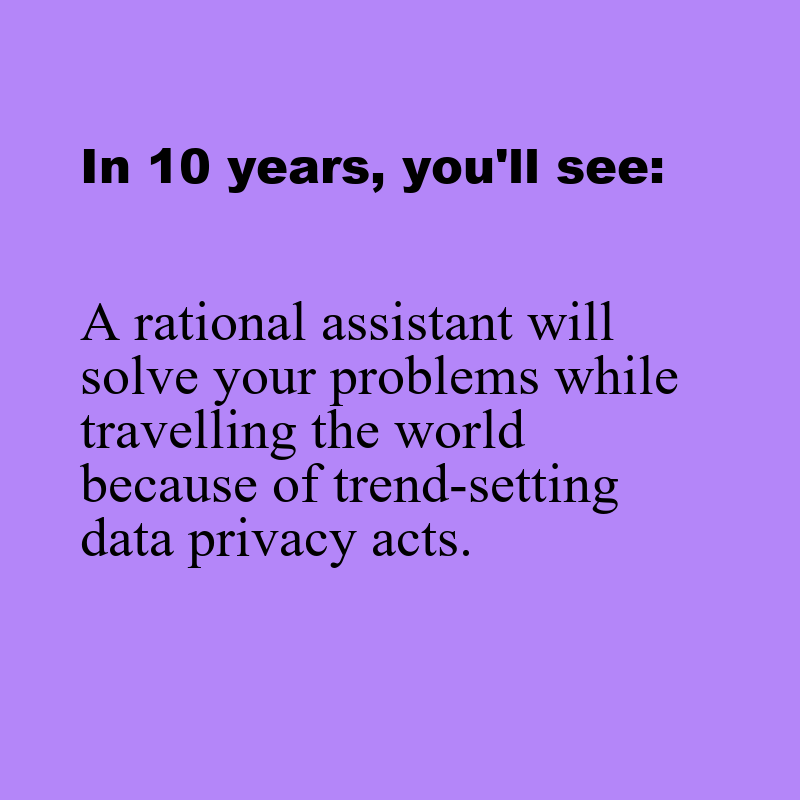 In 10 years, you'll see:
A rational assistant will
solve your problems while
travelling the world
because of trend-setting
data privacy acts.